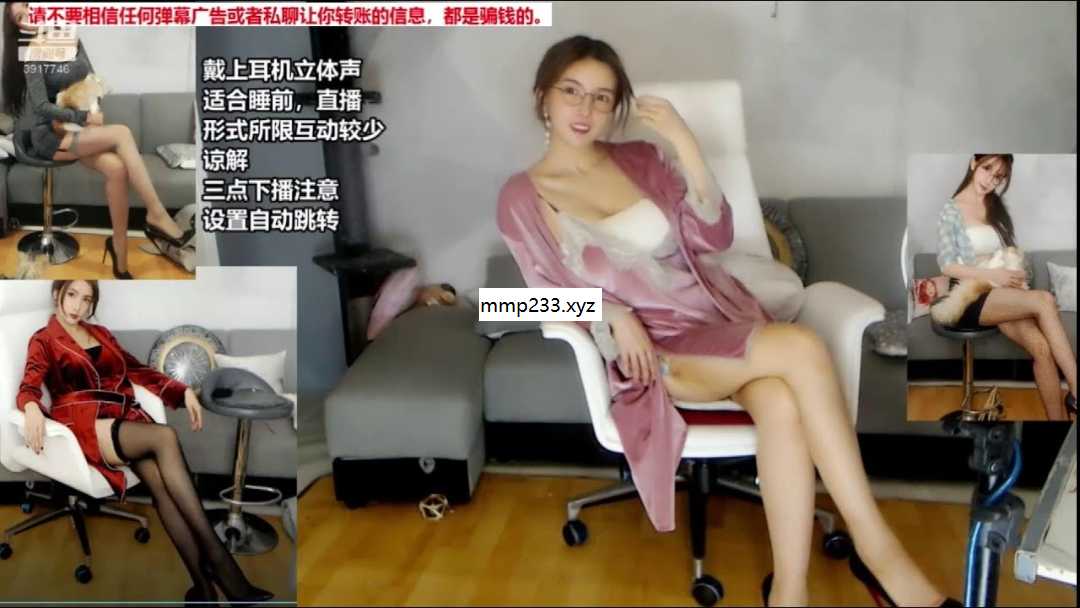 请不要相信任何弹幕广告或者私聊让你转账的信息，都是骗钱的。
房间号
3917746
戴上耳机立体声
适合睡前，直播
形式所限互动较少
谅解
三点下播注意
设置自动跳转
mmp233.xyz